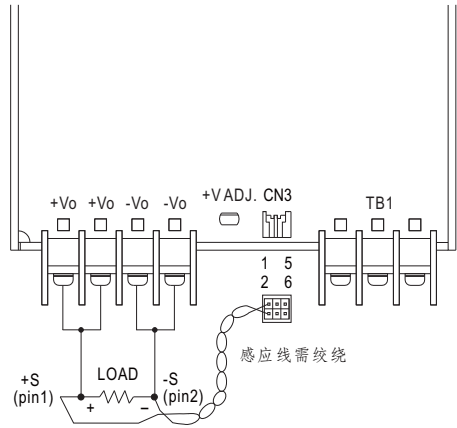 +Vo +Vo -Vo -Vo +V ADJ. CN3 TB1
1 5
2 6
感应线需绞绕
+S (pin1)
LOAD
-S (pin2)
+ −